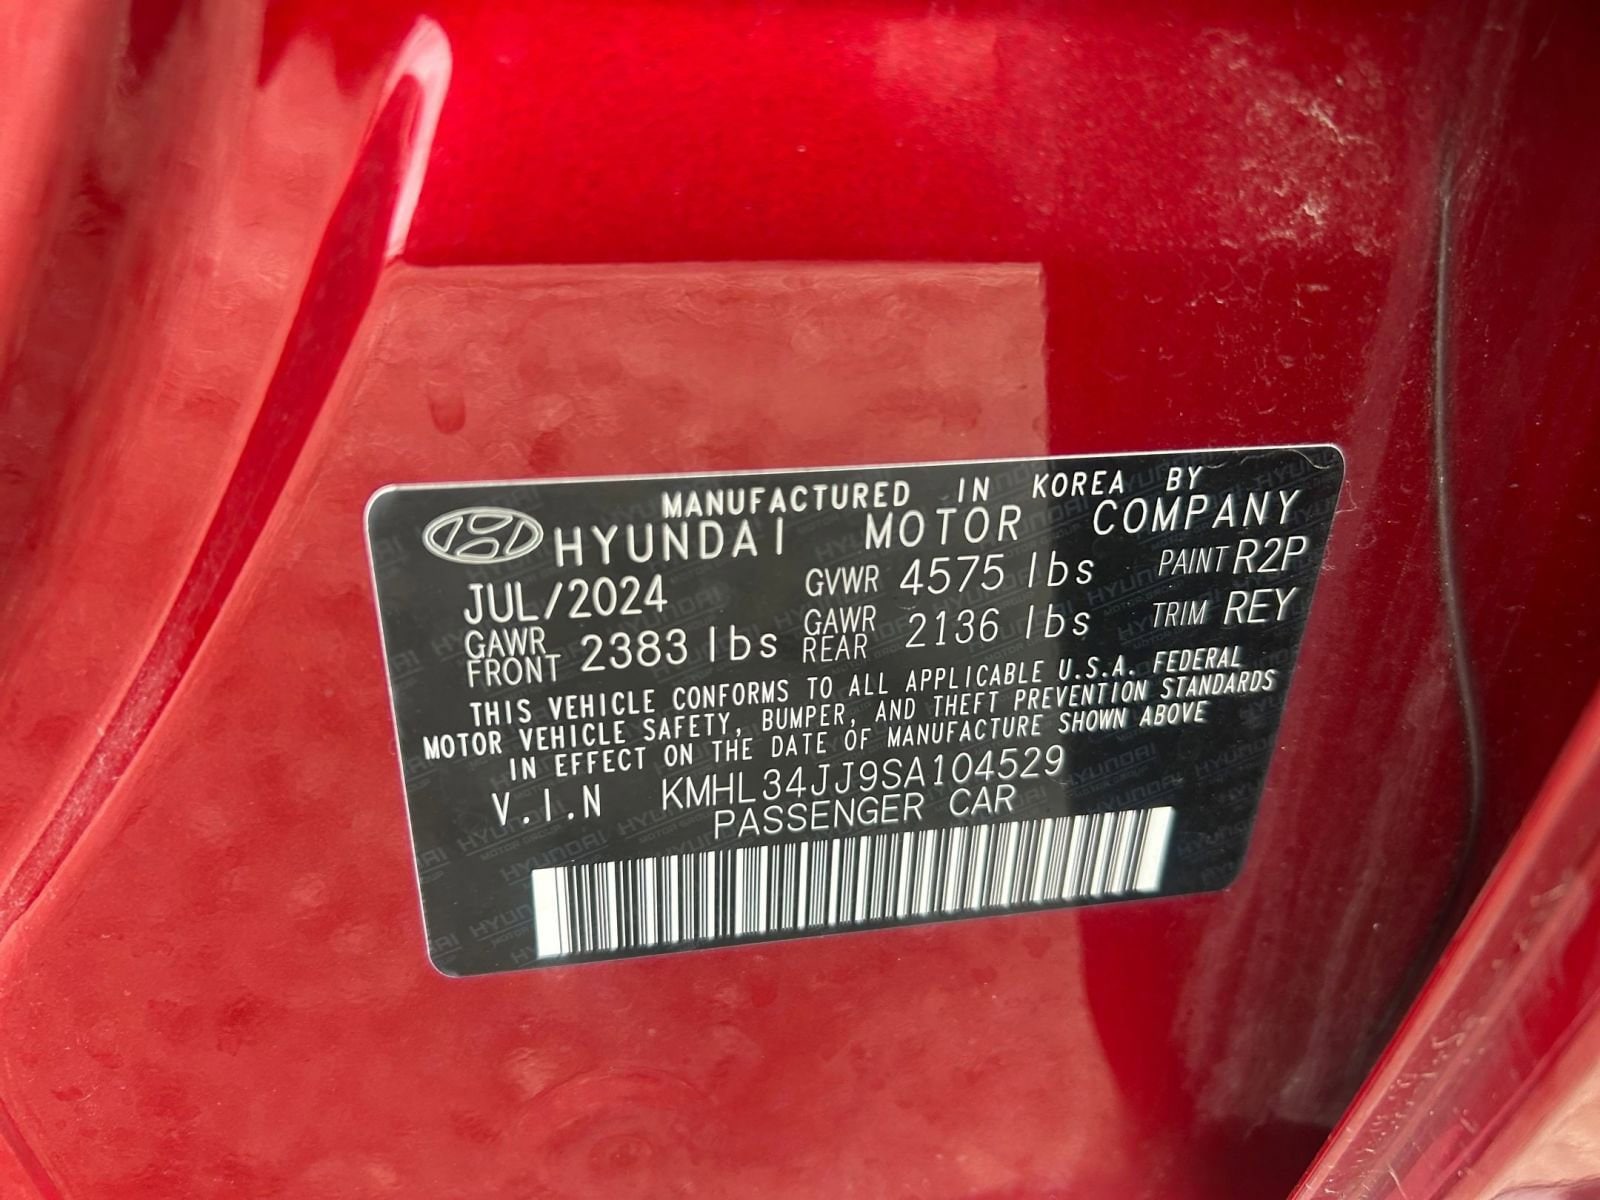 MANUFACTURED IN KOREA BY
HYUNDAI MOTOR COMPANY
JUL/2024 GVWR 4575 lbs PAINT R2P
GAWR FRONT 2383 lbs GAWR REAR 2136 lbs TRIM REY
THIS VEHICLE CONFORMS TO ALL APPLICABLE U.S.A. FEDERAL
MOTOR VEHICLE SAFETY, BUMPER, AND THEFT PREVENTION STANDARDS
IN EFFECT ON THE DATE OF MANUFACTURE SHOWN ABOVE
V.I.N KMHL34JJ9SA104529
PASSENGER CAR